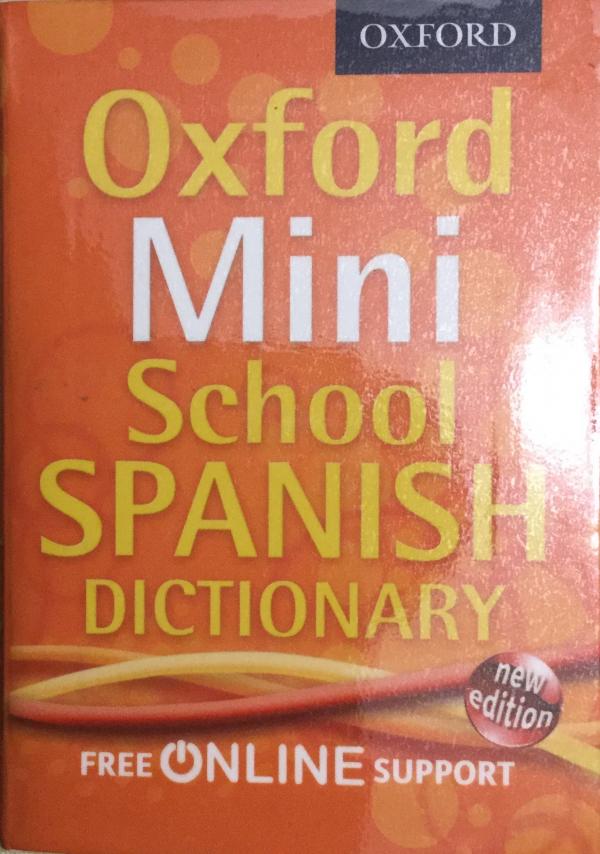 OXFORD
Oxford
Mini
School
SPANISH
DICTIONARY
new
edition
FREE ONLINE SUPPORT